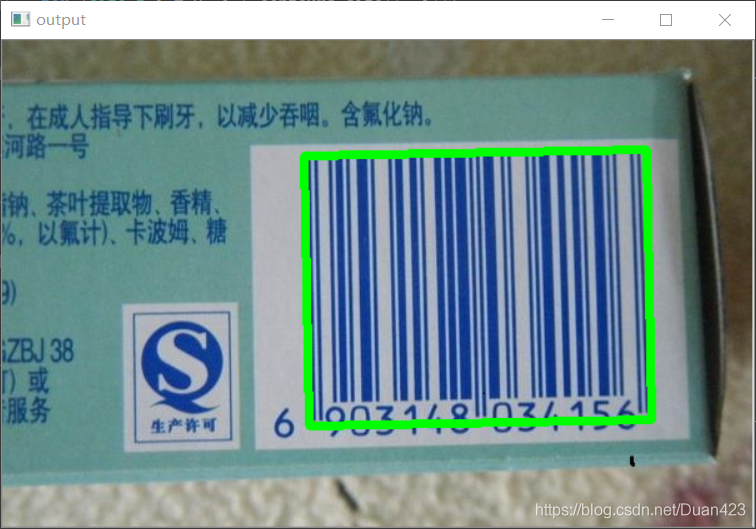 output
，在成人指导下刷牙，以减少吞咽。含氟化钠。
河路一号
钠、茶叶提取物、香精、
%，以氟计)、卡波姆、糖
9)
GZBJ 38
）或
服务
生产许可
6 903148 034156
https://blog.csdn.net/Duan423